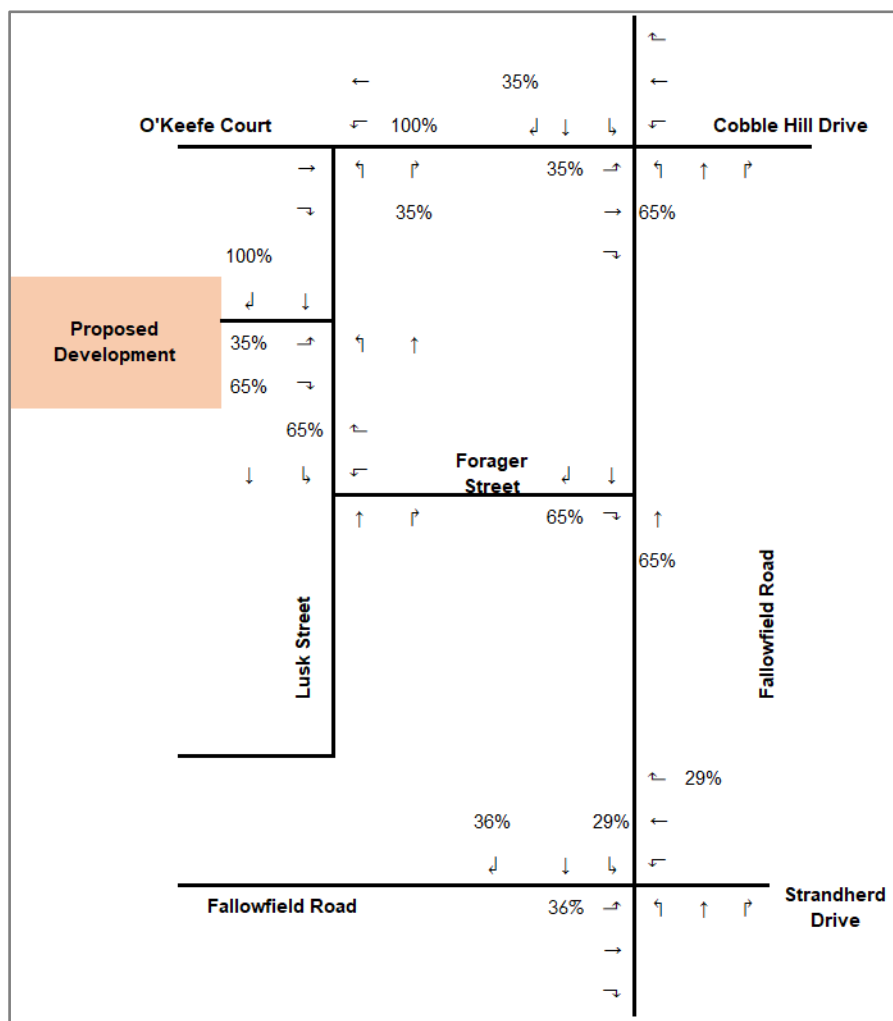 35%
O'Keefe Court
100%
Cobble Hill Drive
35%
35%
65%
100%
Proposed
Development
35%
65%
65%
Forager
Street
65%
65%
Lusk Street
Fallowfield Road
29%
36%
29%
Fallowfield Road
36%
Strandherd
Drive